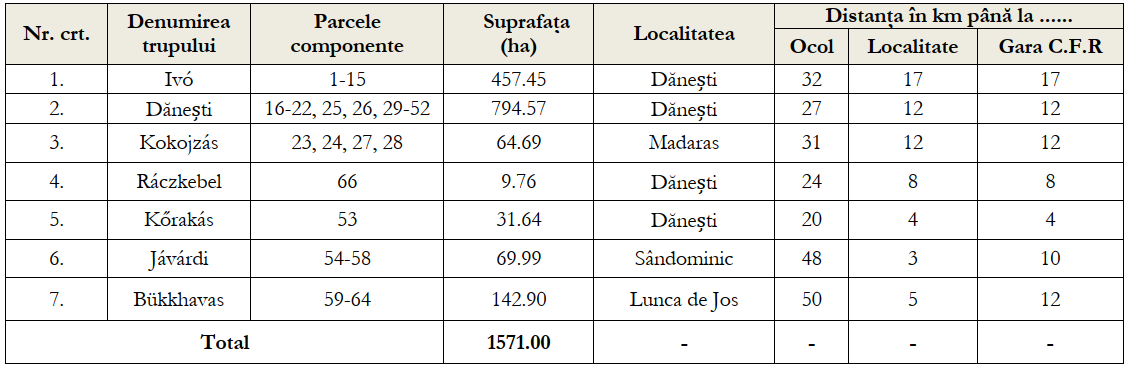 Nr. crt. Denumirea trupului Parcele componente Suprafața (ha) Localitatea Distanța în km până la ......
Ocol Localitate Gara C.F.R
1. Ivó 1-15 457.45 Dănești 32 17 17
2. Dănești 16-22, 25, 26, 29-52 794.57 Dănești 27 12 12
3. Kokojzás 23, 24, 27, 28 64.69 Madaras 31 12 12
4. Ráczkebel 66 9.76 Dănești 24 8 8
5. Kőrakás 53 31.64 Dănești 20 4 4
6. Jávárdi 54-58 69.99 Sândominic 48 3 10
7. Bükkhavas 59-64 142.90 Lunca de Jos 50 5 12
Total 1571.00 - - - -